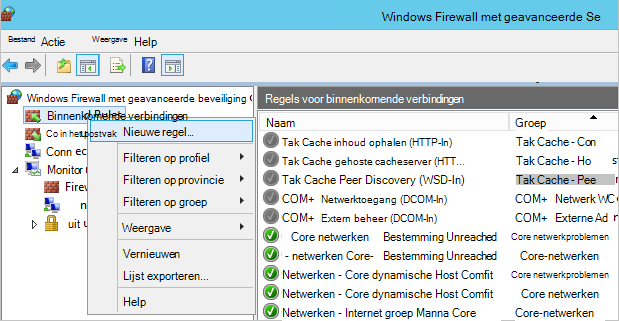 Windows Firewall met geavanceerde Se
Bestand Actie Weergave Help
Windows Firewall met geavanceerde beveiliging
Binnenkomende verbindingen
Nieuwe regel...
Filteren op profiel
Filteren op provincie
Filteren op groep
Weergave
Vernieuwen
Lijst exporteren...
Help
Co in het postvak
Conn ec
Monitor
Firew
n
uit u
Regels voor binnenkomende verbindingen
Naam Groep
Tak Cache inhoud ophalen (HTTP-In) Tak Cache - Con
Tak Cache gehoste cacheserver (HTT... Tak Cache - Ho s
Tak Cache Peer Discovery (WSD-In) Tak Cache - Pee
COM+ Netwerktoegang (DCOM-In) COM+ Netwerk WC
COM+ Extern beheer (DCOM-In) COM+ Externe Ad
Core netwerken Bestemming Unreached Core netwerkproblemen
- netwerken Core- Bestemming Unreached Core-netwerken
Netwerken - Core dynamische Host Comfit Core netwerkproblemen
Netwerken - Core dynamische Host Comfit Core-netwerken
Netwerken - Internet groep Manna Core Core-netwerken